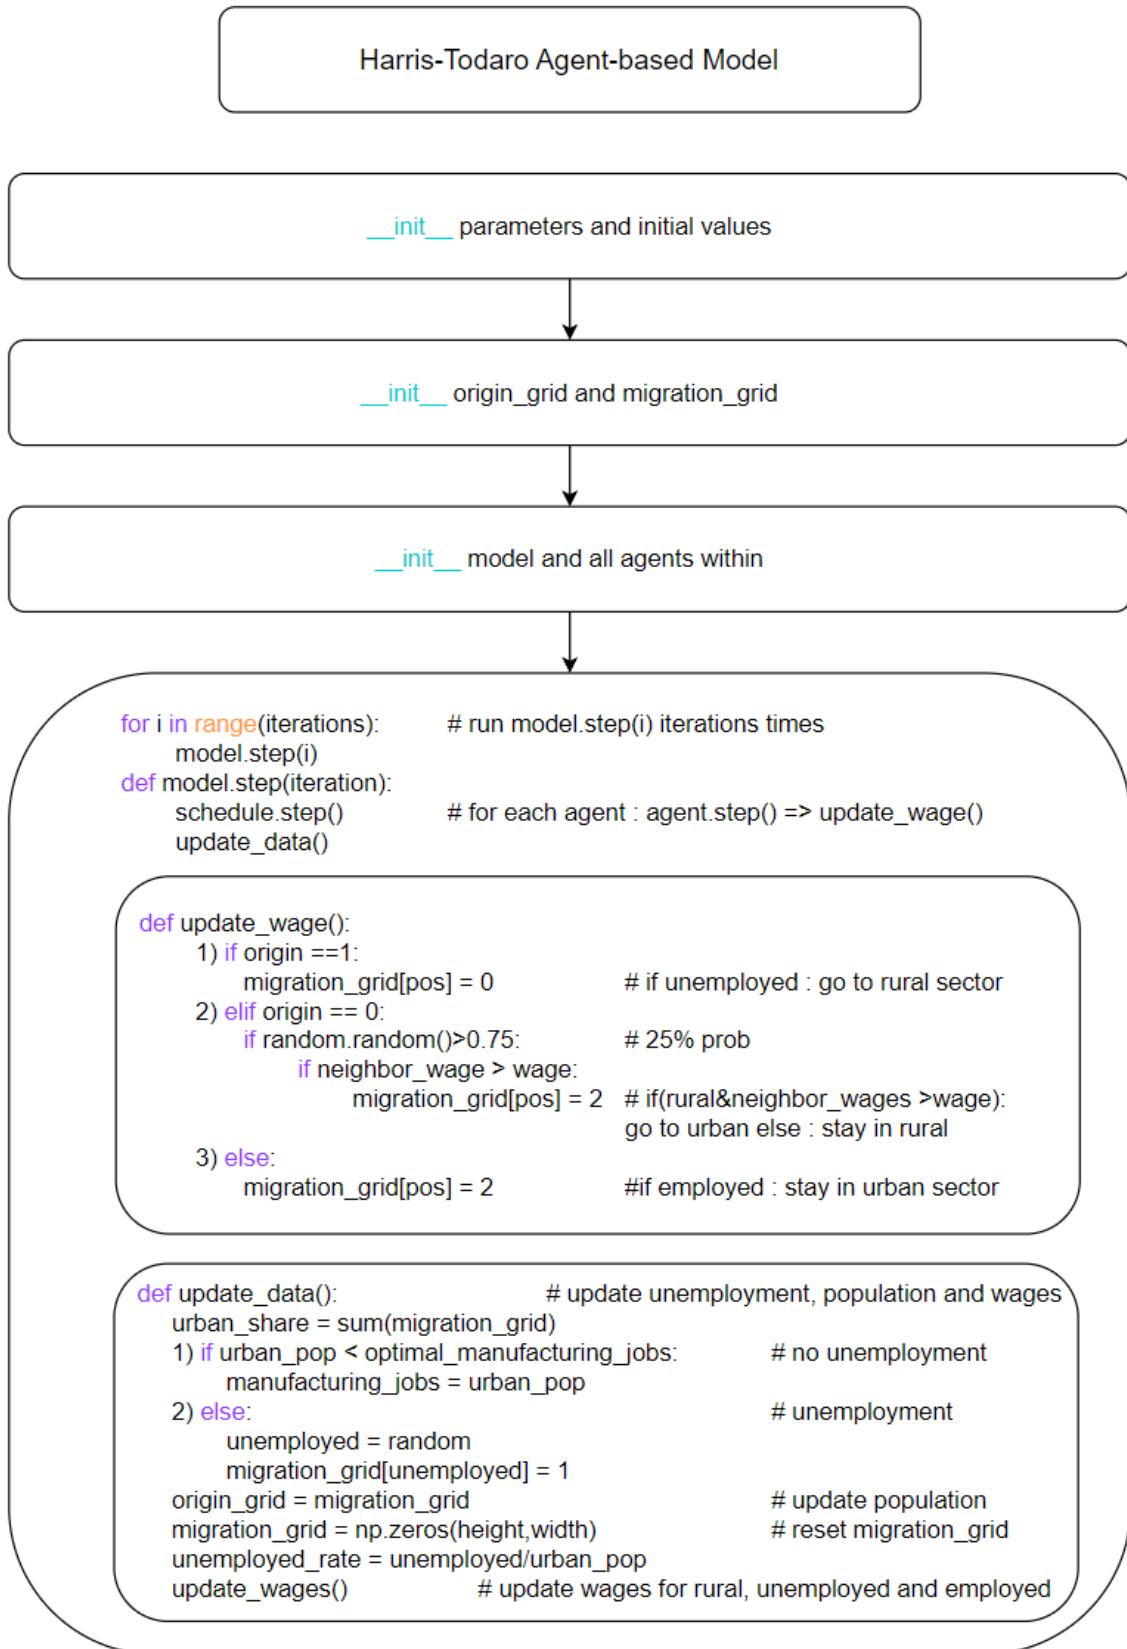 Harris-Todaro Agent-based Model
__init__ parameters and initial values
__init__ origin_grid and migration_grid
__init__ model and all agents within
for i in range(iterations): # run model.step(i) iterations times
model.step(i)
def model.step(iteration):
schedule.step() # for each agent : agent.step() => update_wage()
update_data()
def update_wage():
1) if origin ==1:
migration_grid[pos] = 0 # if unemployed : go to rural sector
2) elif origin == 0:
if random.random()>0.75: # 25% prob
if neighbor_wage > wage:
migration_grid[pos] = 2 # if(rural&neighbor_wages >wage):
go to urban else : stay in rural
3) else:
migration_grid[pos] = 2 #if employed : stay in urban sector
def update_data(): # update unemployment, population and wages
urban_share = sum(migration_grid)
1) if urban_pop < optimal_manufacturing_jobs: # no unemployment
manufacturing_jobs = urban_pop
2) else: # unemployment
unemployed = random
migration_grid[unemployed] = 1
origin_grid = migration_grid # update population
migration_grid = np.zeros(height,width) # reset migration_grid
unemployed_rate = unemployed/urban_pop
update_wages() # update wages for rural, unemployed and employed